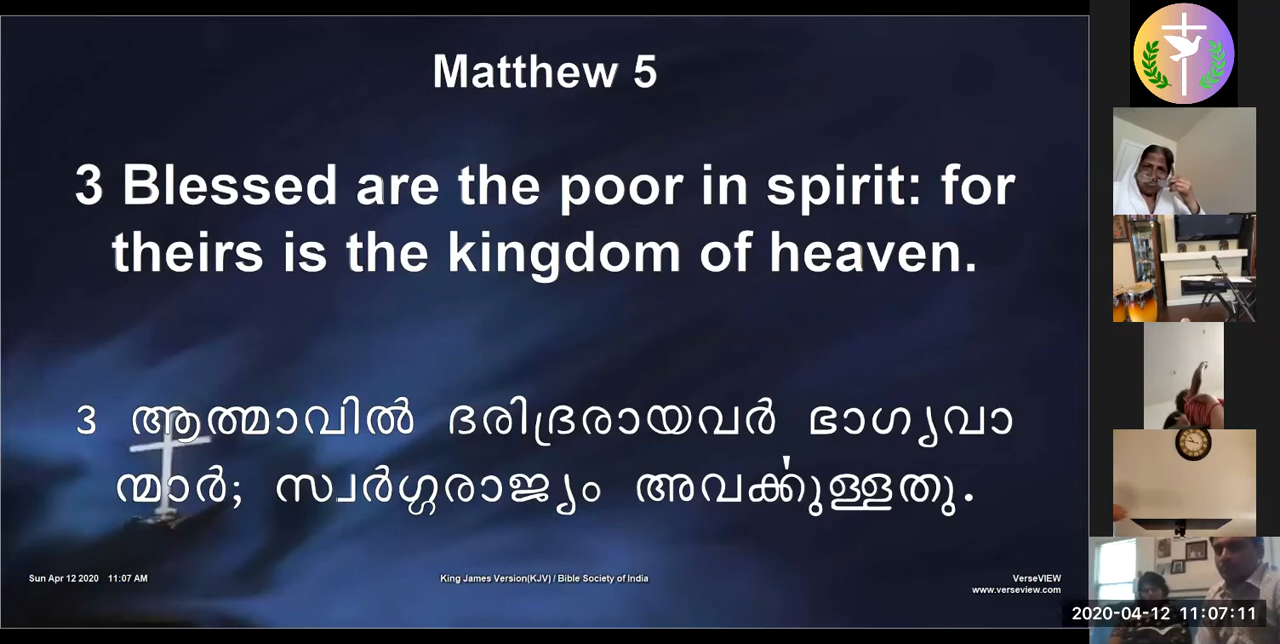 Matthew 5
3 Blessed are the poor in spirit: for
theirs is the kingdom of heaven.
3 ആത്മാവിൽ ദരിദ്രരായവർ ഭാഗ്യവാ
ന്മാർ; സ്വർഗ്ഗരാജ്യം അവർക്കുള്ളതു.
Sun Apr 12 2020 11:07 AM
King James Version(KJV) / Bible Society of India
VerseVIEW
www.verseview.com
2020-04-12 11:07:11